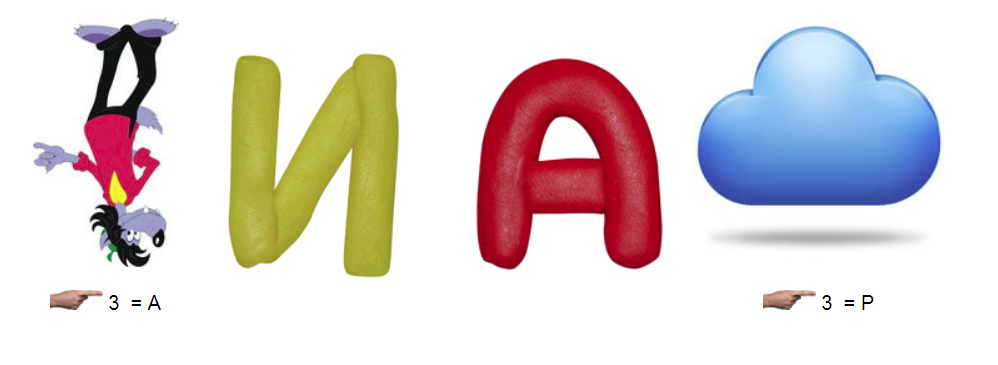 И А
3 = А
3 = Р